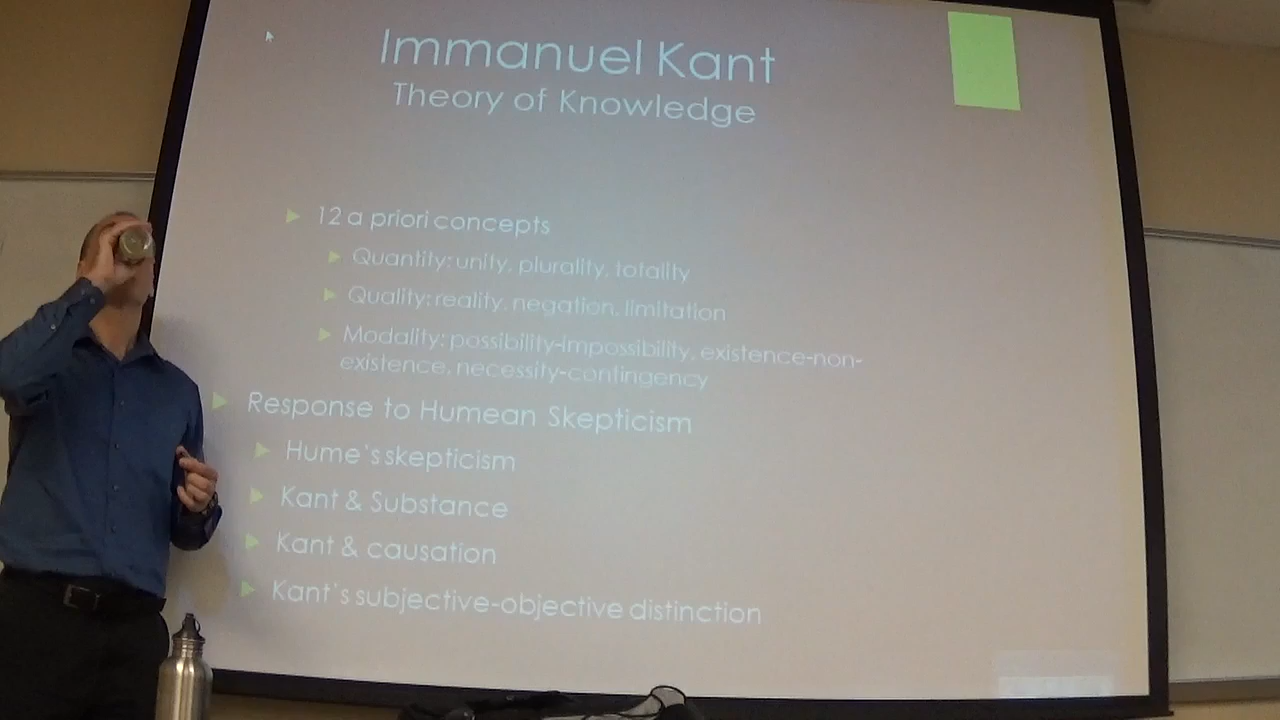 Immanuel Kant
Theory of Knowledge
12 a priori concepts
Quantity: unity, plurality, totality
Quality: reality, negation, limitation
Modality: possibility-impossibility, existence-non-
existence, necessity-contingency
Response to Humean Skepticism
Hume's skepticism
Kant & Substance
Kant & causation
Kant's subjective-objective distinction